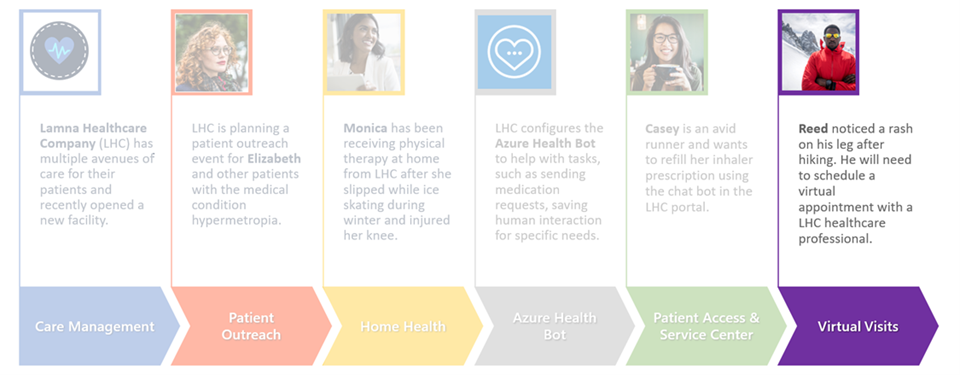 Lamna Healthcare
Company (LHC) has
multiple avenues of
care for their
patients and
recently opened a
new facility.
LHC is planning a
patient outreach
event for Elizabeth
and other patients
with the medical
condition
hypermetropia.
Monica has been
receiving physical
therapy at home
from LHC after she
slipped while ice
skating during
winter and injured
her knee.
LHC configures the
Azure Health Bot
to help with tasks,
such as sending
medication
requests, saving
human interaction
for specific needs.
Casey is an avid
runner and wants
to refill her inhaler
prescription using
the chat bot in the
LHC portal.
Reed noticed a rash
on his leg after
hiking. He will need
to schedule a
virtual
appointment with a
LHC healthcare
professional.
Care Management
Patient
Outreach
Home Health
Azure Health
Bot
Patient Access &
Service Center
Virtual Visits